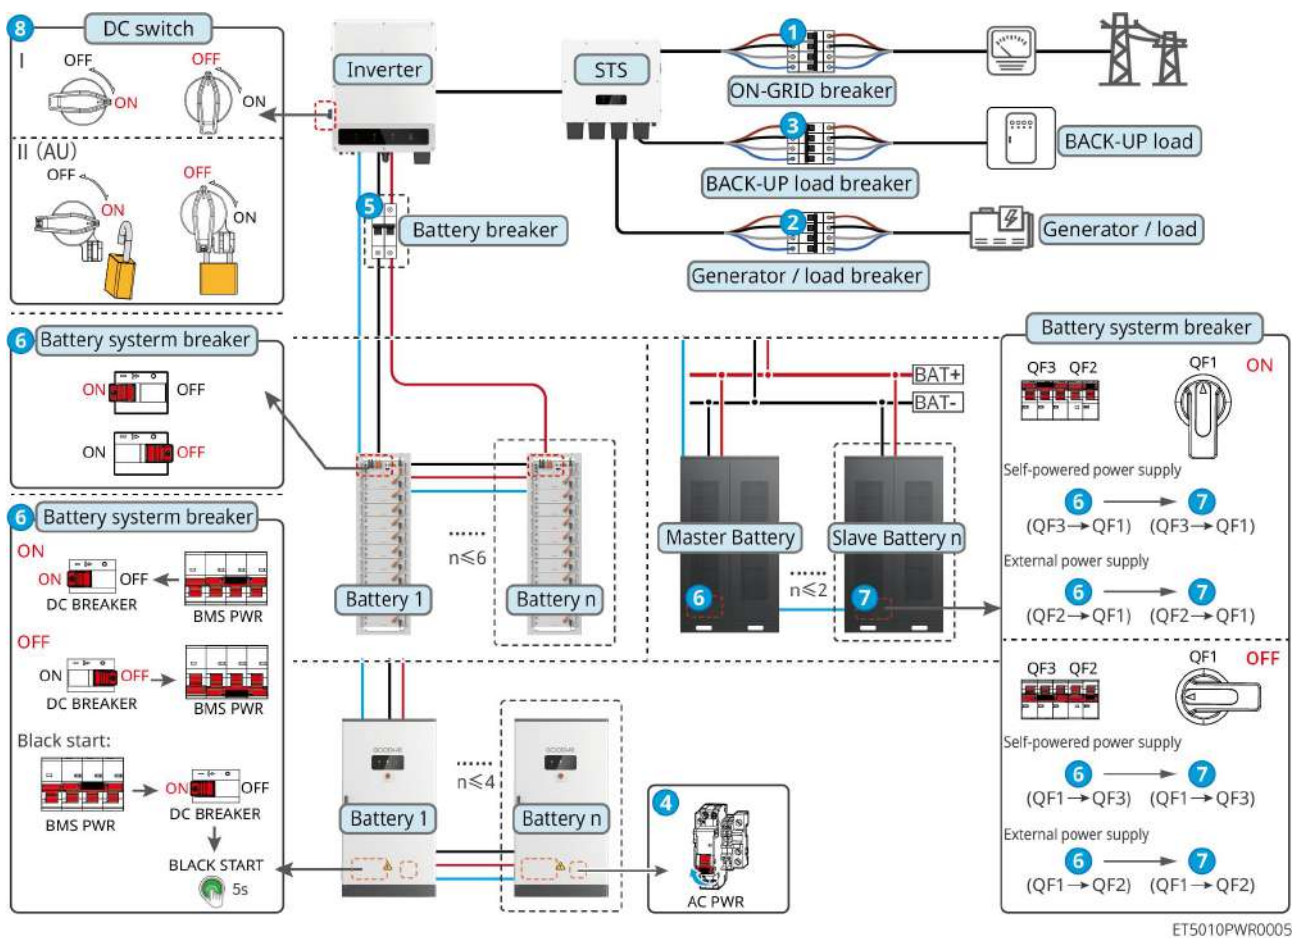 8 DC switch
I
OFF
ON
OFF
ON
II (AU)
OFF
ON
OFF
ON
Inverter
STS
1
ON-GRID breaker
3
BACK-UP load breaker
BACK-UP load
2
Generator / load breaker
Generator / load
5
Battery breaker
6 Battery systerm breaker
ON OFF
ON OFF
6 Battery systerm breaker
ON
ON OFF
DC BREAKER
BMS PWR
OFF
ON OFF
DC BREAKER
BMS PWR
Black start:
BMS PWR
ON OFF
DC BREAKER
BLACK START
5s
Battery 1
......
n≤6
Battery n
BAT+
BAT-
Master Battery
6
......
n≤2
Slave Battery n
7
GOODWE
Battery 1
......
n≤4
GOODWE
Battery n
4
AC PWR
Battery systerm breaker
QF3 QF2
QF1
ON
Self-powered power supply
6 → 7
(QF3→QF1) (QF3→QF1)
External power supply
6 → 7
(QF2→QF1) (QF2→QF1)
QF3 QF2
QF1
OFF
Self-powered power supply
6 → 7
(QF1→QF3) (QF1→QF3)
External power supply
6 → 7
(QF1→QF2) (QF1→QF2)
ET5010PWR0005